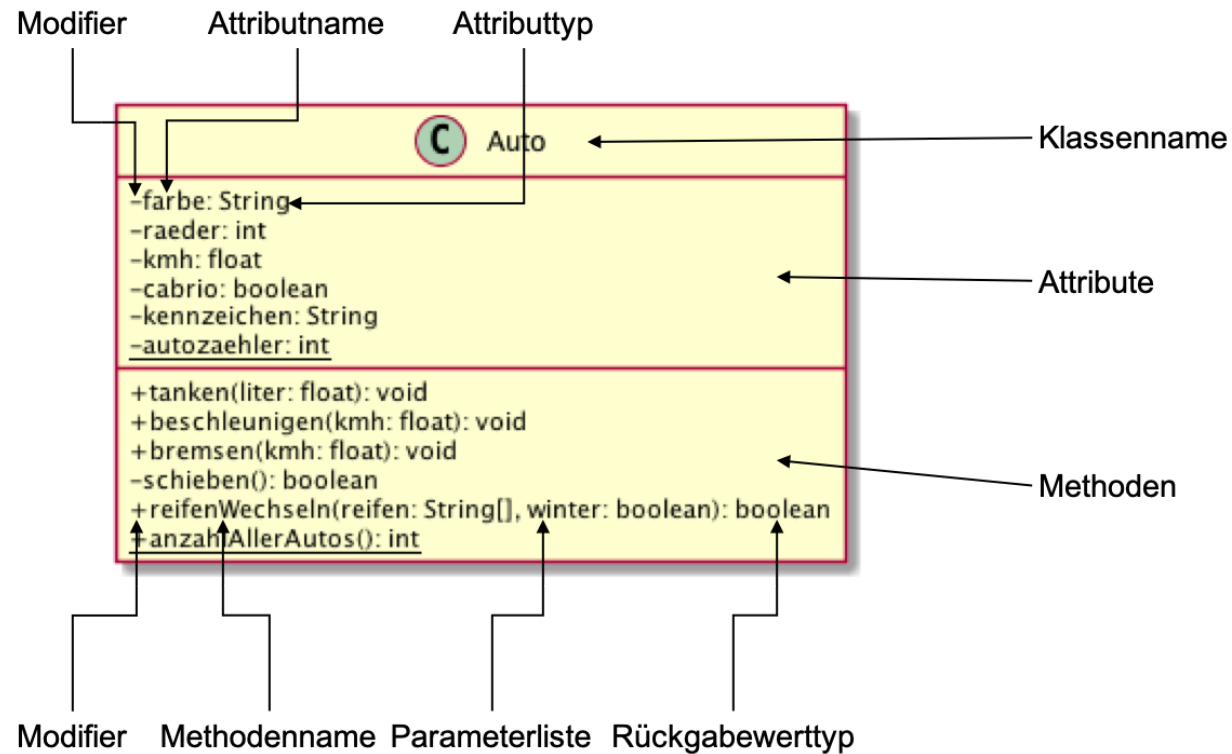 Modifier Attributname Attributtyp
C Auto
Klassenname
-farbe: String
-raeder: int
-kmh: float
-cabrio: boolean
-kennzeichen: String
-autozaehler: int
Attribute
+tanken(liter: float): void
+beschleunigen(kmh: float): void
+bremsen(kmh: float): void
-schieben(): boolean
+reifenWechseln(reifen: String[], winter: boolean): boolean
+anzahlAllerAutos(): int
Methoden
Modifier Methodenname Parameterliste Rückgabewerttyp